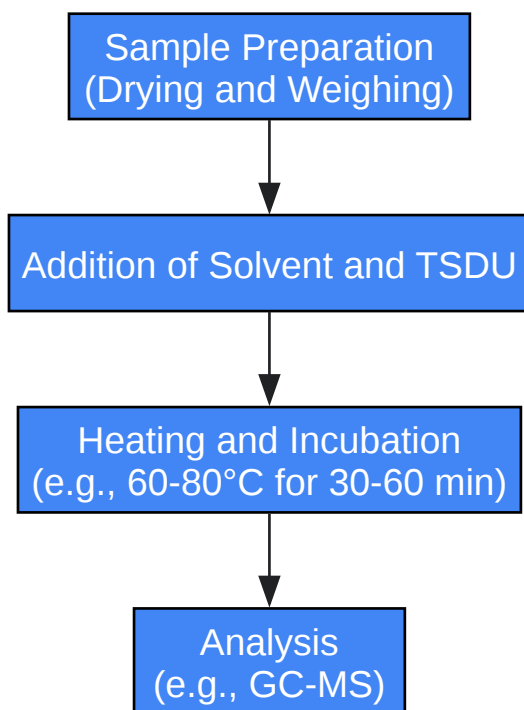 Sample Preparation
(Drying and Weighing)
Addition of Solvent and TSDU
Heating and Incubation
(e.g., 60-80°C for 30-60 min)
Analysis
(e.g., GC-MS)